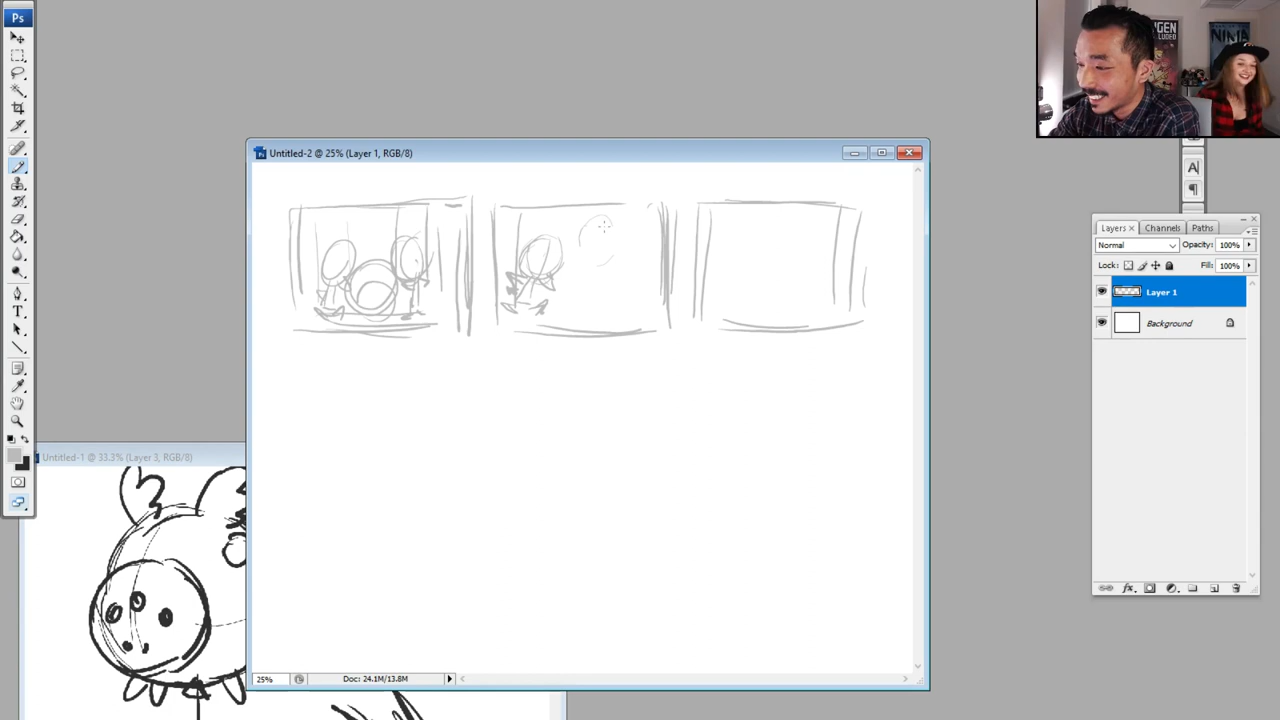 Ps
GEN
LUDED
NINJA
Untitled-2 @ 25% (Layer 1, RGB/8)
A
T
Layers × Channels Paths
Normal Opacity: 100%
Lock: Fill: 100%
Layer 1
Background
Untitled-1 @ 33.3% (Layer 3, RGB/8)
25% Doc: 24.1M/13.8M